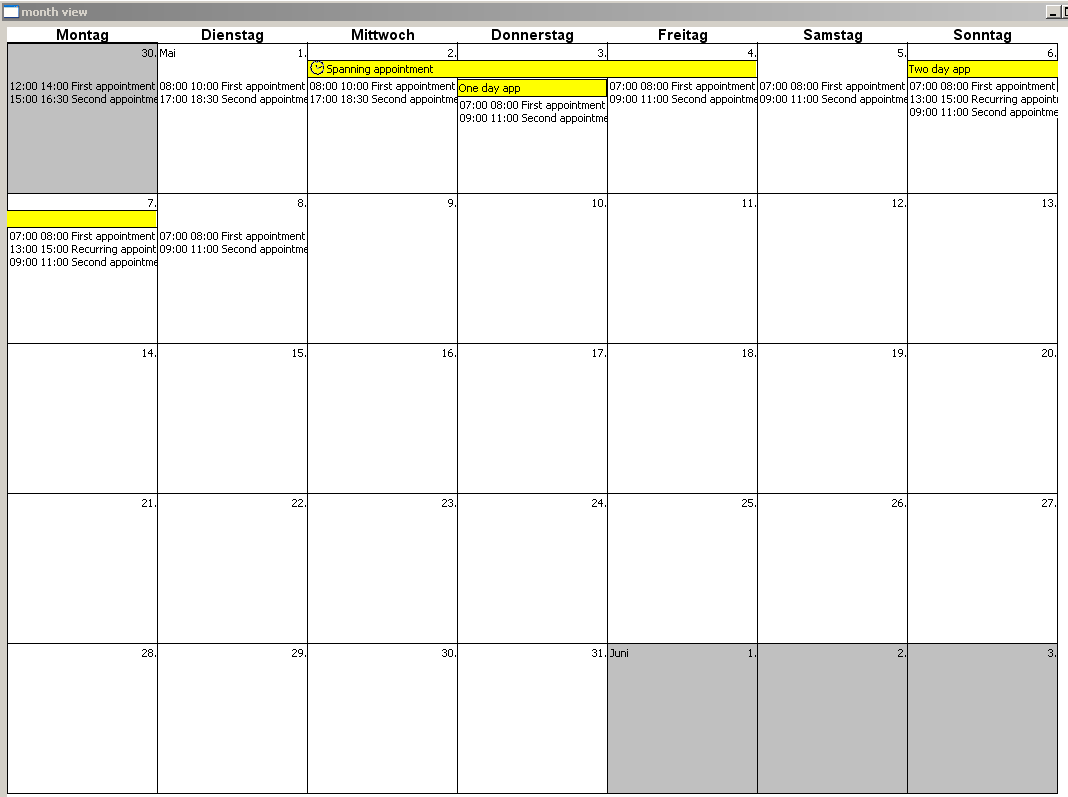 month view
Montag Dienstag Mittwoch Donnerstag Freitag Samstag Sonntag
30. Mai 1. 2. 3. 4. 5. 6.
Spanning appointment
Two day app
12:00 14:00 First appointment
15:00 16:30 Second appointme
08:00 10:00 First appointment
17:00 18:30 Second appointme
08:00 10:00 First appointment
17:00 18:30 Second appointme
One day app
07:00 08:00 First appointment
09:00 11:00 Second appointme
07:00 08:00 First appointment
09:00 11:00 Second appointme
07:00 08:00 First appointment
09:00 11:00 Second appointme
07:00 08:00 First appointment
13:00 15:00 Recurring appoint
09:00 11:00 Second appointme
7. 8. 9. 10. 11. 12. 13.
07:00 08:00 First appointment
13:00 15:00 Recurring appoint
09:00 11:00 Second appointme
07:00 08:00 First appointment
09:00 11:00 Second appointme
14. 15. 16. 17. 18. 19. 20.
21. 22. 23. 24. 25. 26. 27.
28. 29. 30. 31. Juni 1. 2. 3.